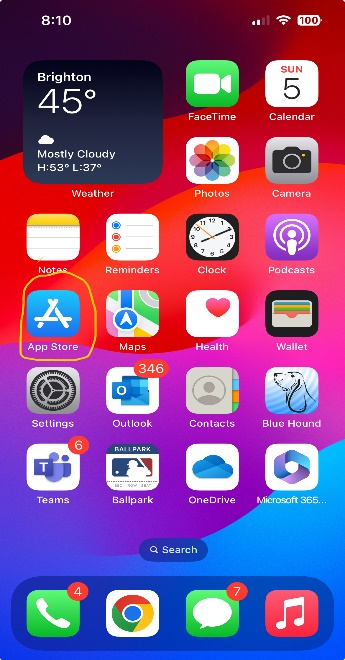 8:10
100
Brighton
45°
Mostly Cloudy
H:53° L:37°
Weather
FaceTime
SUN
5
Calendar
Photos
Camera
Notes
Reminders
Clock
Podcasts
App Store
Maps
Health
Wallet
Settings
346
Outlook
Contacts
Blue Hound
6
T
Teams
BALLPARK
Ballpark
OneDrive
Microsoft 365...
Search
4
7